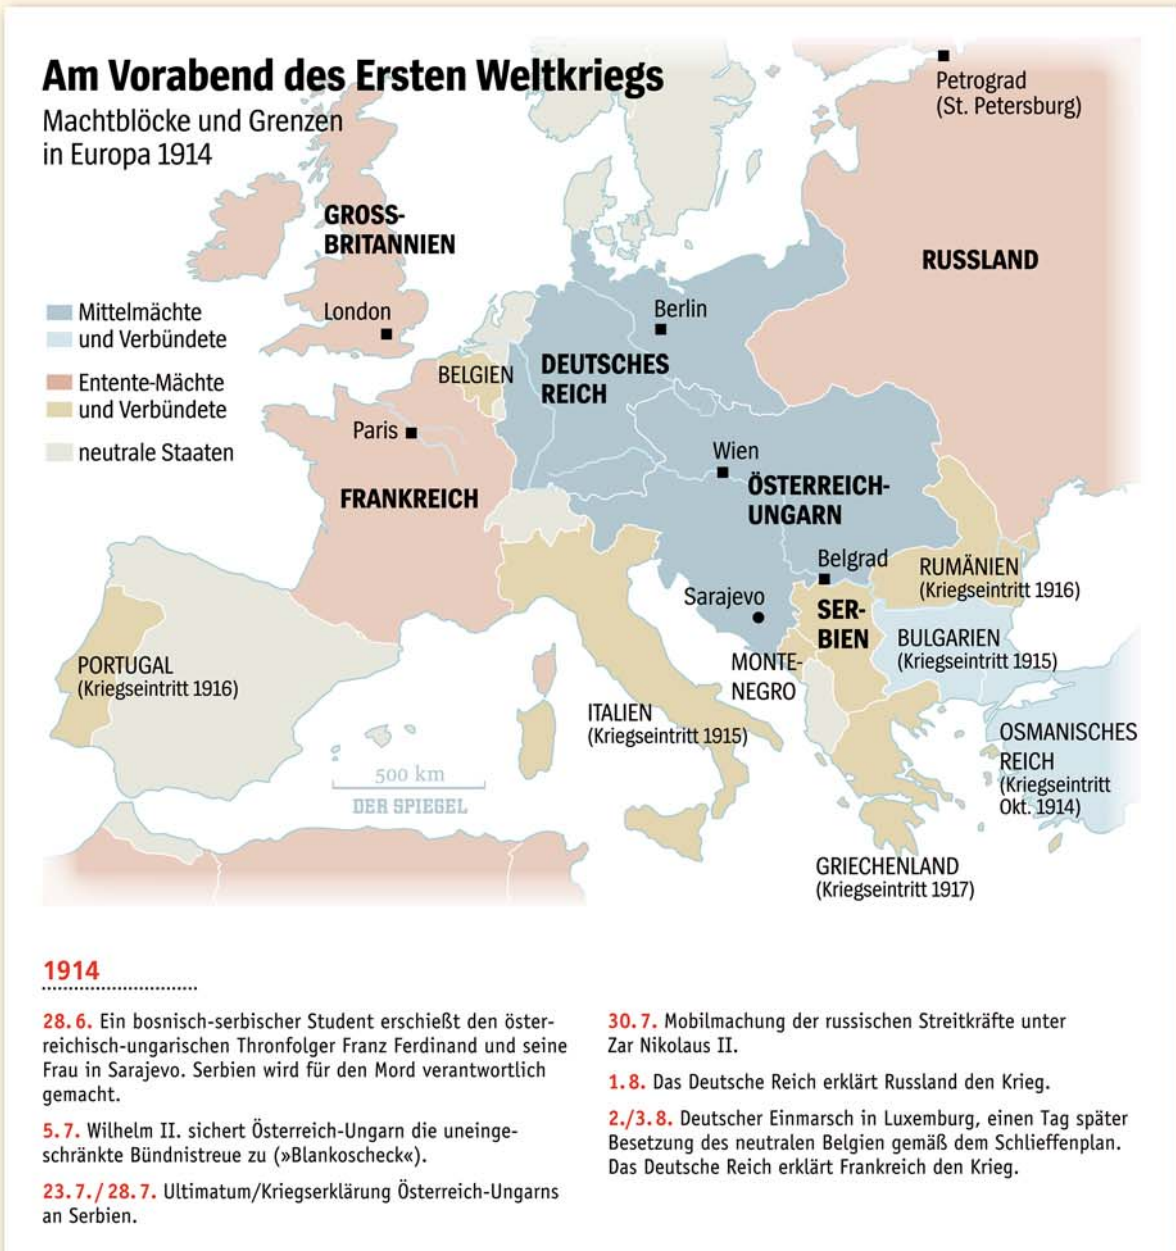 Am Vorabend des Ersten Weltkriegs
Machtblöcke und Grenzen
in Europa 1914
Petrograd
(St. Petersburg)
GROSS-
BRITANNIEN
RUSSLAND
London
Berlin
Mittelmächte
und Verbündete
Entente-Mächte
und Verbündete
neutrale Staaten
BELGIEN
DEUTSCHES
REICH
Paris
Wien
FRANKREICH
ÖSTERREICH-
UNGARN
Belgrad
RUMÄNIEN
(Kriegseintritt 1916)
Sarajevo
SER-
BIEN
BULGARIEN
(Kriegseintritt 1915)
PORTUGAL
(Kriegseintritt 1916)
MONTE-
NEGRO
ITALIEN
(Kriegseintritt 1915)
OSMANISCHES
REICH
(Kriegseintritt
Okt. 1914)
500 km
DER SPIEGEL
GRIECHENLAND
(Kriegseintritt 1917)
1914
28.6. Ein bosnisch-serbischer Student erschießt den öster-
reichisch-ungarischen Thronfolger Franz Ferdinand und seine
Frau in Sarajevo. Serbien wird für den Mord verantwortlich
gemacht.
5.7. Wilhelm II. sichert Österreich-Ungarn die uneinge-
schränkte Bündnistreue zu (»Blankoscheck«).
23.7./28.7. Ultimatum/Kriegserklärung Österreich-Ungarns
an Serbien.
30.7. Mobilmachung der russischen Streitkräfte unter
Zar Nikolaus II.
1.8. Das Deutsche Reich erklärt Russland den Krieg.
2./3.8. Deutscher Einmarsch in Luxemburg, einen Tag später
Besetzung des neutralen Belgien gemäß dem Schlieffenplan.
Das Deutsche Reich erklärt Frankreich den Krieg.